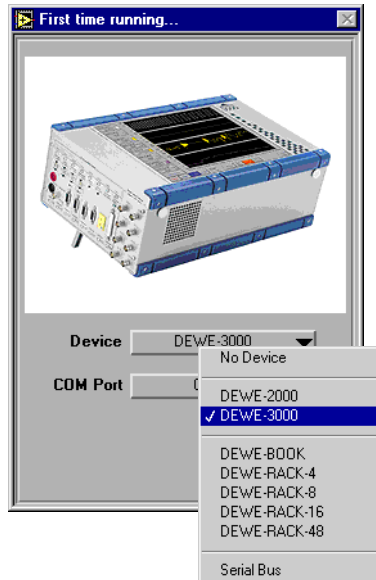 First time running...
Device DEWE-3000
No Device
COM Port
DEWE-2000
✓ DEWE-3000
DEWE-BOOK
DEWE-RACK-4
DEWE-RACK-8
DEWE-RACK-16
DEWE-RACK-48
Serial Bus